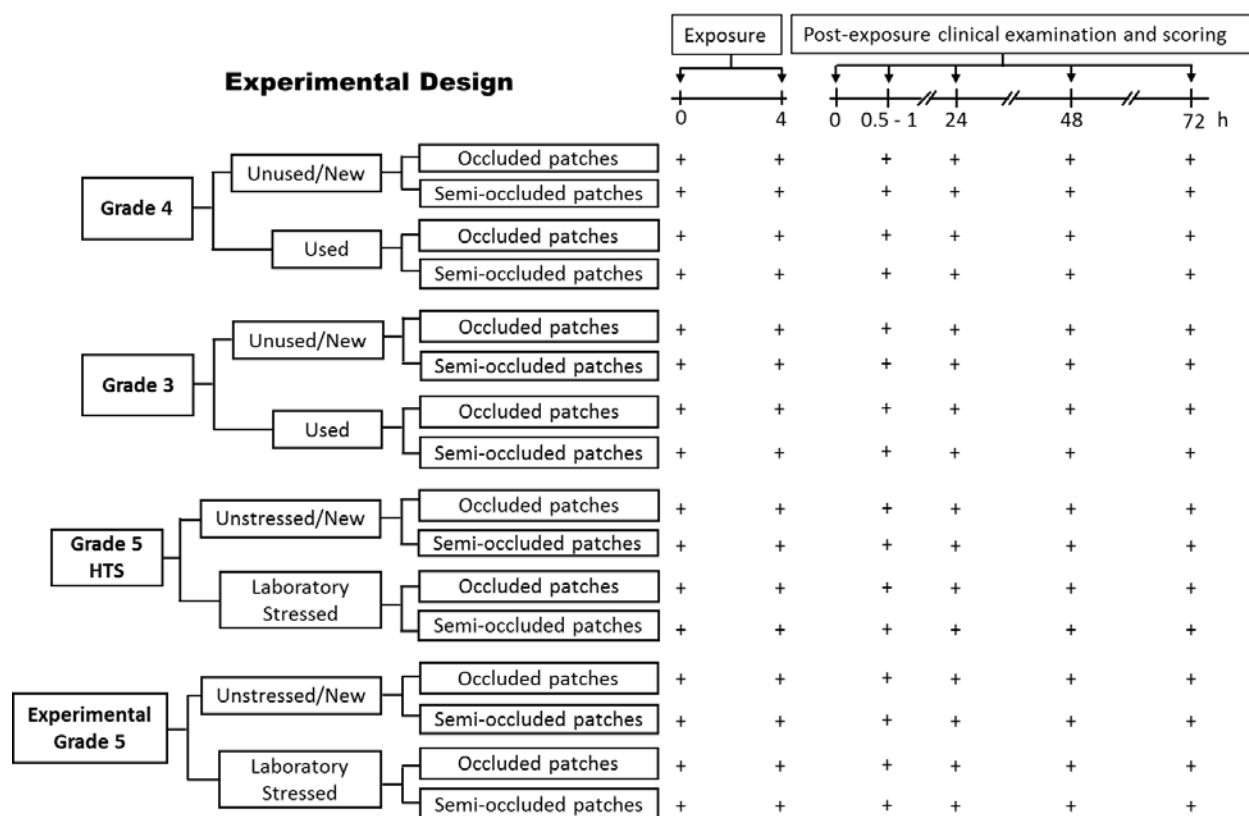 Exposure
Post-exposure clinical examination and scoring
Experimental Design
0 4 0 0.5 - 1 24 48 72 h
Grade 4
Unused/New
Occluded patches + + + + + +
Semi-occluded patches + + + + + +
Used
Occluded patches + + + + + +
Semi-occluded patches + + + + + +
Grade 3
Unused/New
Occluded patches + + + + + +
Semi-occluded patches + + + + + +
Used
Occluded patches + + + + + +
Semi-occluded patches + + + + + +
Grade 5
HTS
Unstressed/New
Occluded patches + + + + + +
Semi-occluded patches + + + + + +
Laboratory
Stressed
Occluded patches + + + + + +
Semi-occluded patches + + + + + +
Experimental
Grade 5
Unstressed/New
Occluded patches + + + + + +
Semi-occluded patches + + + + + +
Laboratory
Stressed
Occluded patches + + + + + +
Semi-occluded patches + + + + + +